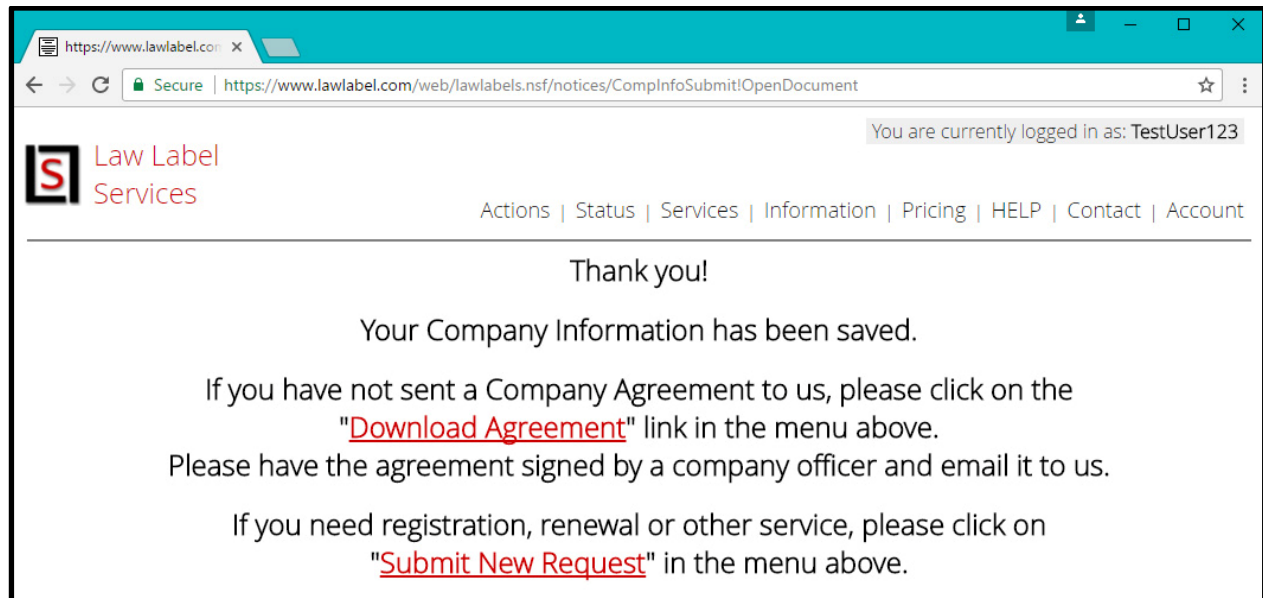 https://www.lawlabel.con
Secure | https://www.lawlabel.com/web/lawlabels.nsf/notices/CompInfoSubmit!OpenDocument
You are currently logged in as: TestUser123
LS
Law Label
Services
Actions | Status | Services | Information | Pricing | HELP | Contact | Account
Thank you!
Your Company Information has been saved.
If you have not sent a Company Agreement to us, please click on the
"Download Agreement" link in the menu above.
Please have the agreement signed by a company officer and email it to us.
If you need registration, renewal or other service, please click on
"Submit New Request" in the menu above.